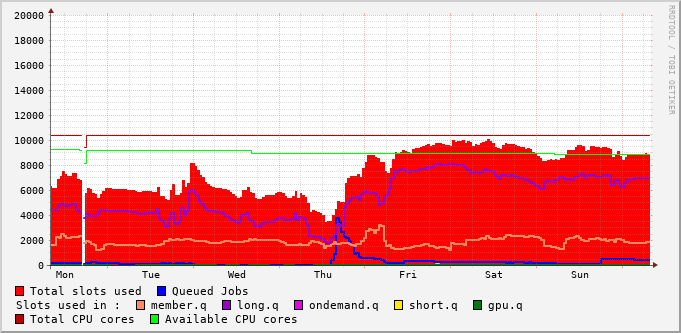 20000
18000
16000
14000
12000
10000
8000
6000
4000
2000
0
Mon Tue Wed Thu Fri Sat Sun
Total slots used Queued Jobs
Slots used in : member.q long.q ondemand.q short.q gpu.q
Total CPU cores Available CPU cores
RRDTOOL / TOBI OETIKER